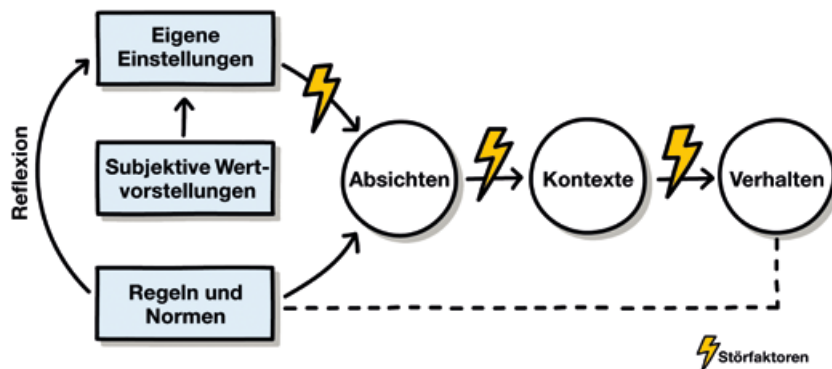 Eigene
Einstellungen
Reflexion
Subjektive Wert-
vorstellungen
Absichten
Kontexte
Verhalten
Regeln und
Normen
Störfaktoren